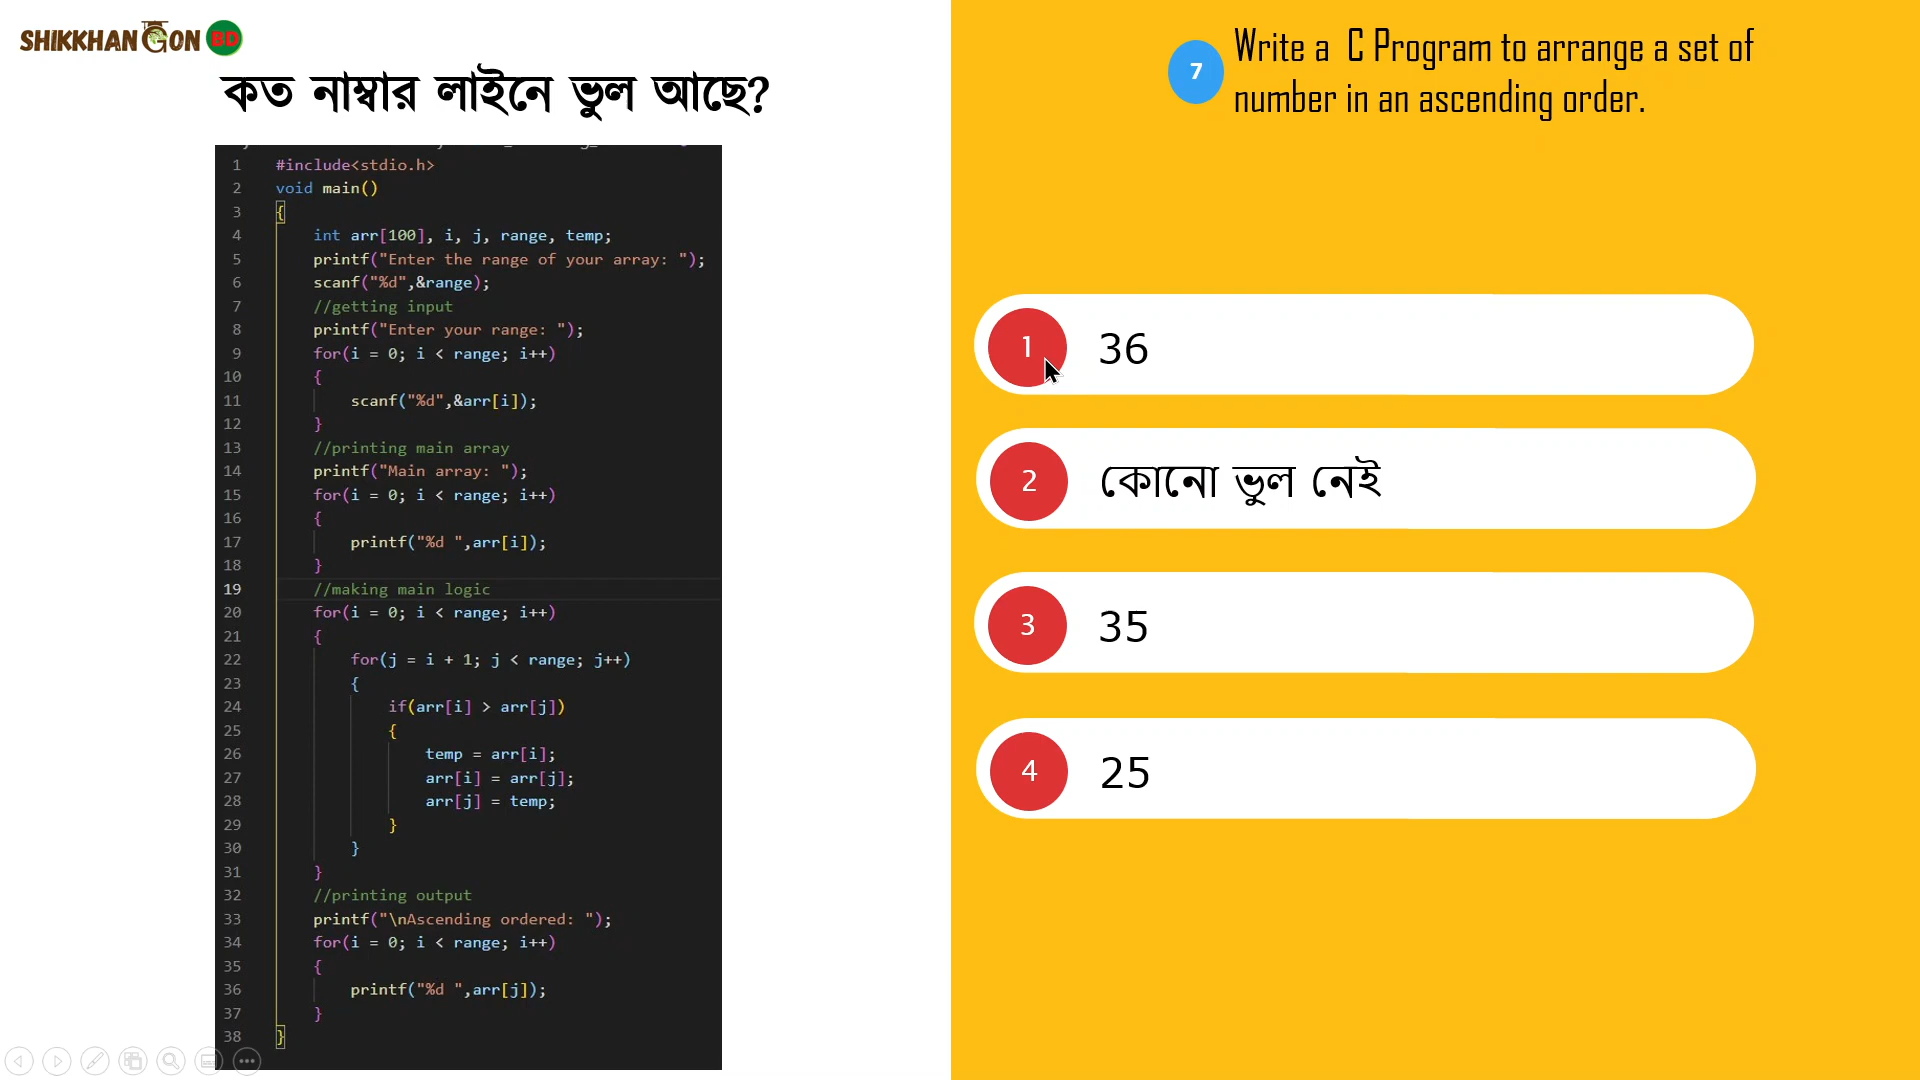 SHIKKHANGON BD
কত নাম্বার লাইনে ভুল আছে?
1 #include<stdio.h>
2 void main()
3 {
4 int arr[100], i, j, range, temp;
5 printf("Enter the range of your array: ");
6 scanf("%d",&range);
7 //getting input
8 printf("Enter your range: ");
9 for(i = 0; i < range; i++)
10 {
11 scanf("%d",&arr[i]);
12 }
13 //printing main array
14 printf("Main array: ");
15 for(i = 0; i < range; i++)
16 {
17 printf("%d ",arr[i]);
18 }
19 //making main logic
20 for(i = 0; i < range; i++)
21 {
22 for(j = i + 1; j < range; j++)
23 {
24 if(arr[i] > arr[j])
25 {
26 temp = arr[i];
27 arr[i] = arr[j];
28 arr[j] = temp;
29 }
30 }
31 }
32 //printing output
33 printf("\nAscending ordered: ");
34 for(i = 0; i < range; i++)
35 {
36 printf("%d ",arr[j]);
37 }
38 }
7 Write a C Program to arrange a set of
number in an ascending order.
1 36
2 কোনো ভুল নেই
3 35
4 25